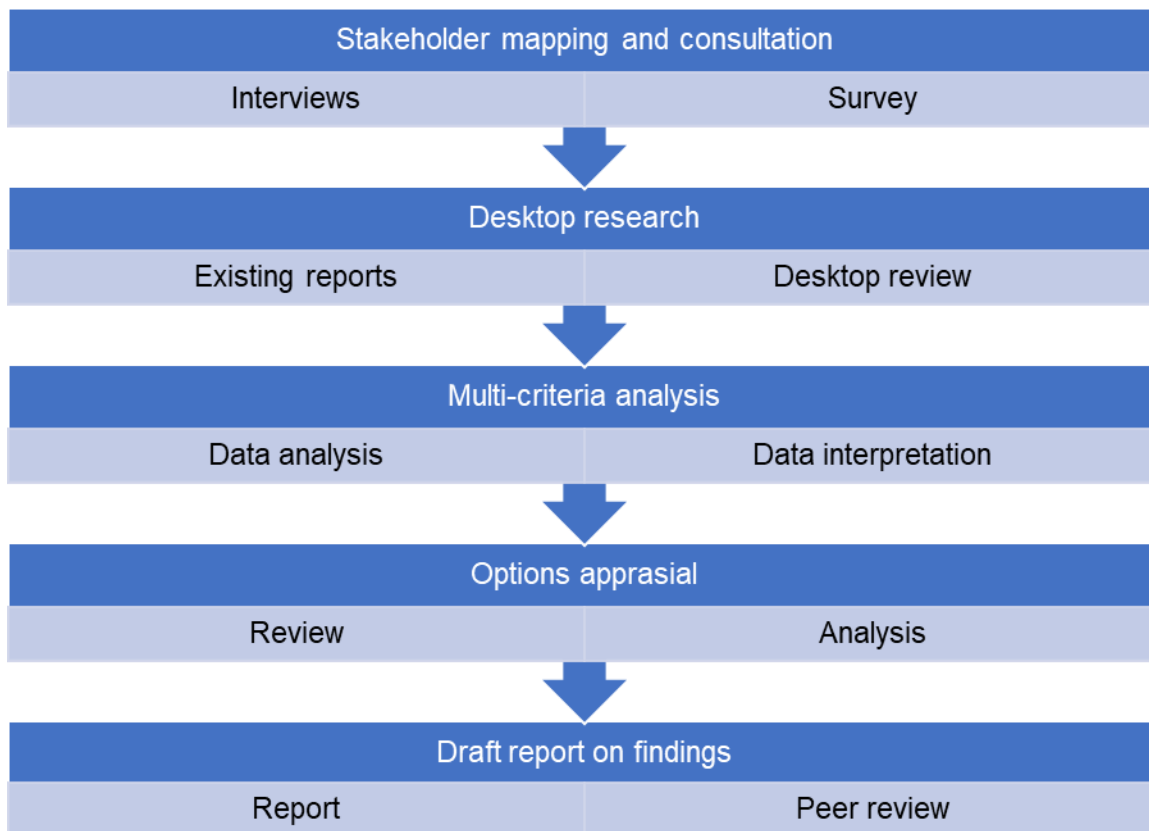 Stakeholder mapping and consultation
Interviews Survey
Desktop research
Existing reports Desktop review
Multi-criteria analysis
Data analysis Data interpretation
Options apprasial
Review Analysis
Draft report on findings
Report Peer review